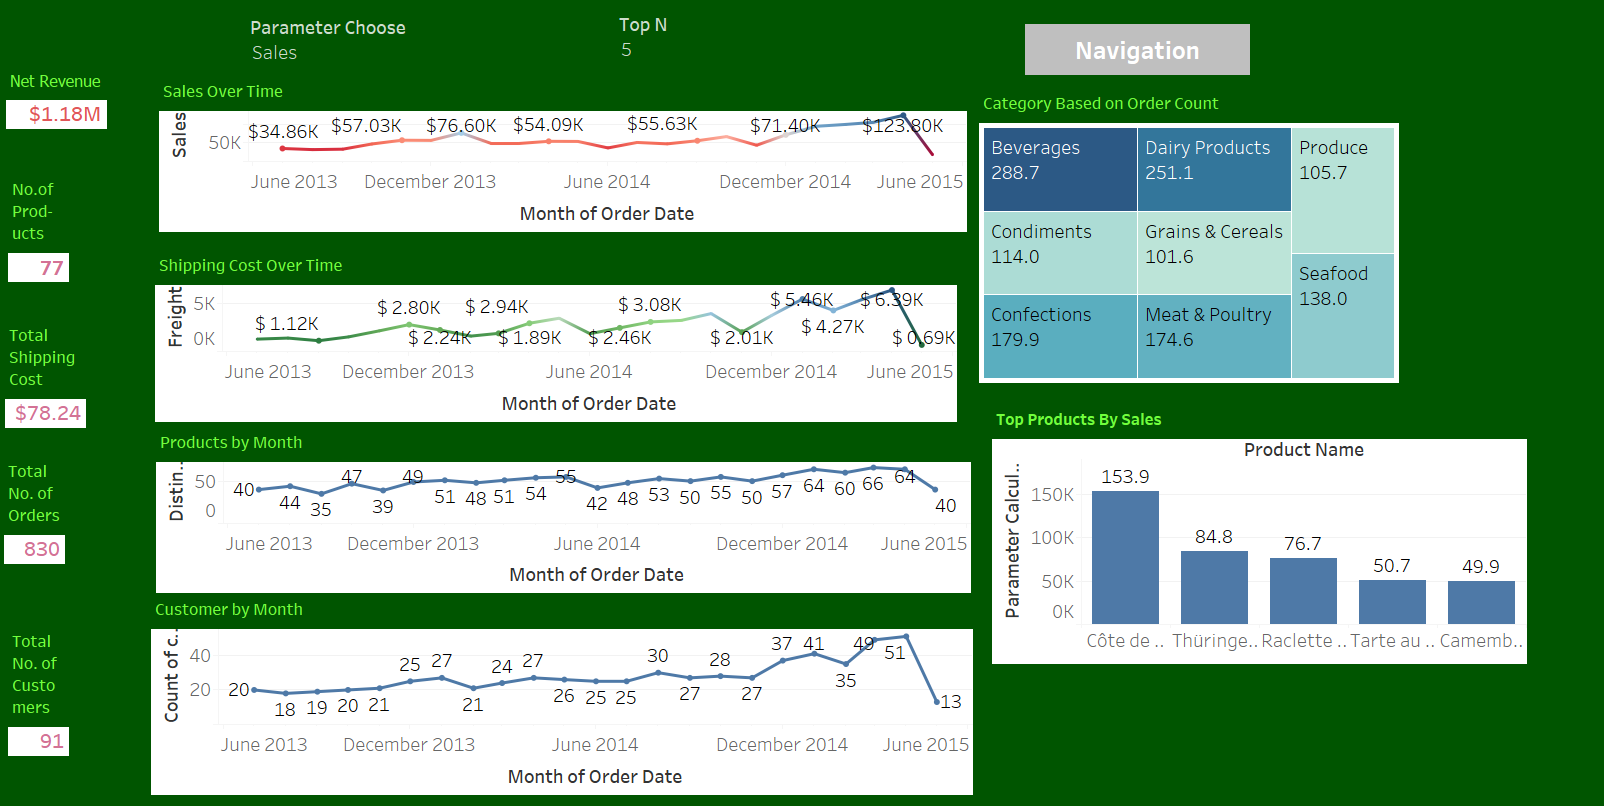 Parameter Choose
Sales
Top N
5
Navigation
Net Revenue
$1.18M
No.of
Prod-
ucts
77
Total
Shipping
Cost
$78.24
Total
No. of
Orders
830
Total
No. of
Custo
mers
91
Sales Over Time
Sales
50K
$34.86K $57.03K $76.60K $54.09K $55.63K $71.40K $123.80K
June 2013 December 2013 June 2014 December 2014 June 2015
Month of Order Date
Shipping Cost Over Time
Freight
5K
0K
$ 1.12K $ 2.80K $ 2.24K $ 2.94K $ 1.89K $ 2.46K $ 3.08K $ 2.01K $ 5.46K $ 4.27K $ 6.39K $ 0.69K
June 2013 December 2013 June 2014 December 2014 June 2015
Month of Order Date
Products by Month
Distin..
50
0
40 44 35 47 39 49 51 48 51 54 55 42 48 53 50 55 50 57 64 60 66 64 40
June 2013 December 2013 June 2014 December 2014 June 2015
Month of Order Date
Customer by Month
Count of c..
40
20
20 18 19 20 21 25 27 21 24 27 26 25 25 30 27 28 27 37 41 35 49 51 13
June 2013 December 2013 June 2014 December 2014 June 2015
Month of Order Date
Category Based on Order Count
Beverages
288.7
Dairy Products
251.1
Produce
105.7
Condiments
114.0
Grains & Cereals
101.6
Seafood
138.0
Confections
179.9
Meat & Poultry
174.6
Top Products By Sales
Product Name
Parameter Calcul..
150K
100K
50K
0K
153.9 84.8 76.7 50.7 49.9
Côte de .. Thüringe.. Raclette .. Tarte au .. Camemb..